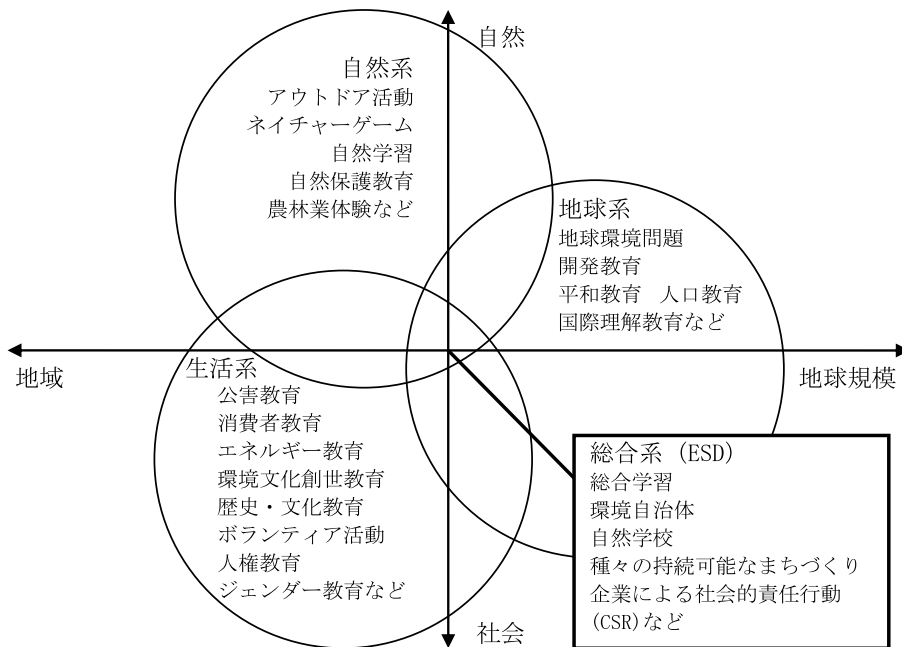 自然
自然系
アウトドア活動
ネイチャーゲーム
自然学習
自然保護教育
農林業体験など
地球系
地球環境問題
開発教育
平和教育　人口教育
国際理解教育など
地域
地球規模
生活系
公害教育
消費者教育
エネルギー教育
環境文化創世教育
歴史・文化教育
ボランティア活動
人権教育
ジェンダー教育など
総合系（ESD）
総合学習
環境自治体
自然学校
種々の持続可能なまちづくり
企業による社会的責任行動
(CSR)など
社会